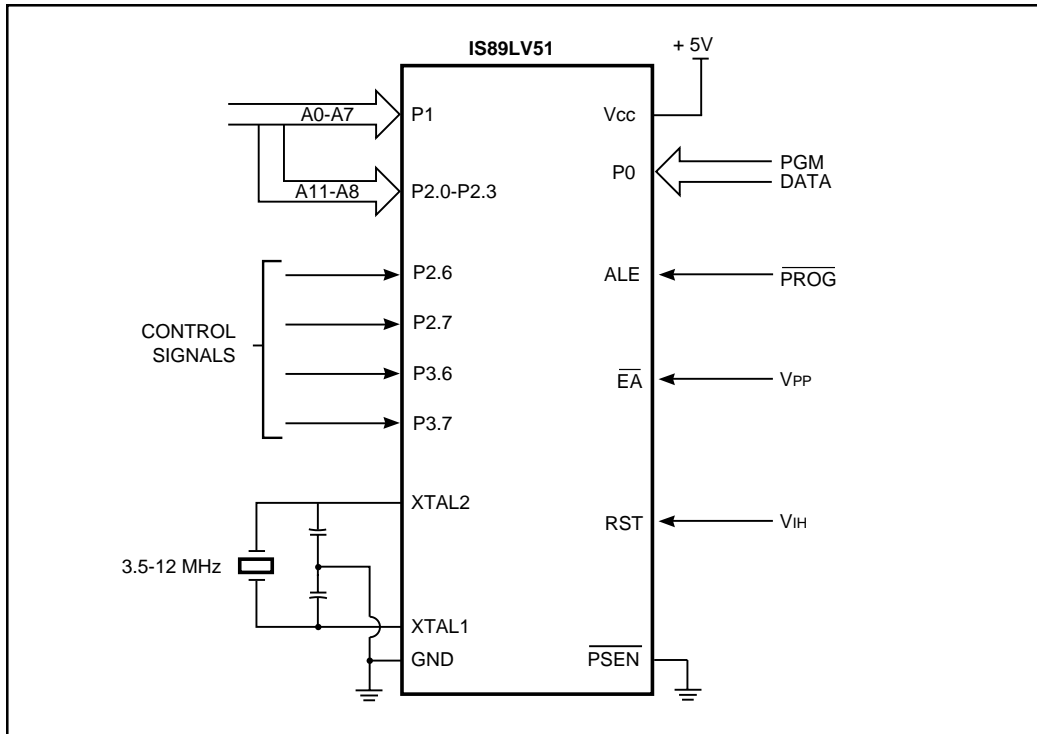 IS89LV51
+ 5V
A0-A7
P1
Vcc
A11-A8
P2.0-P2.3
P0
PGM
DATA
P2.6
ALE
PROG
CONTROL
SIGNALS
P2.7
P3.6
EA
VPP
P3.7
XTAL2
RST
VIH
3.5-12 MHz
XTAL1
GND
PSEN